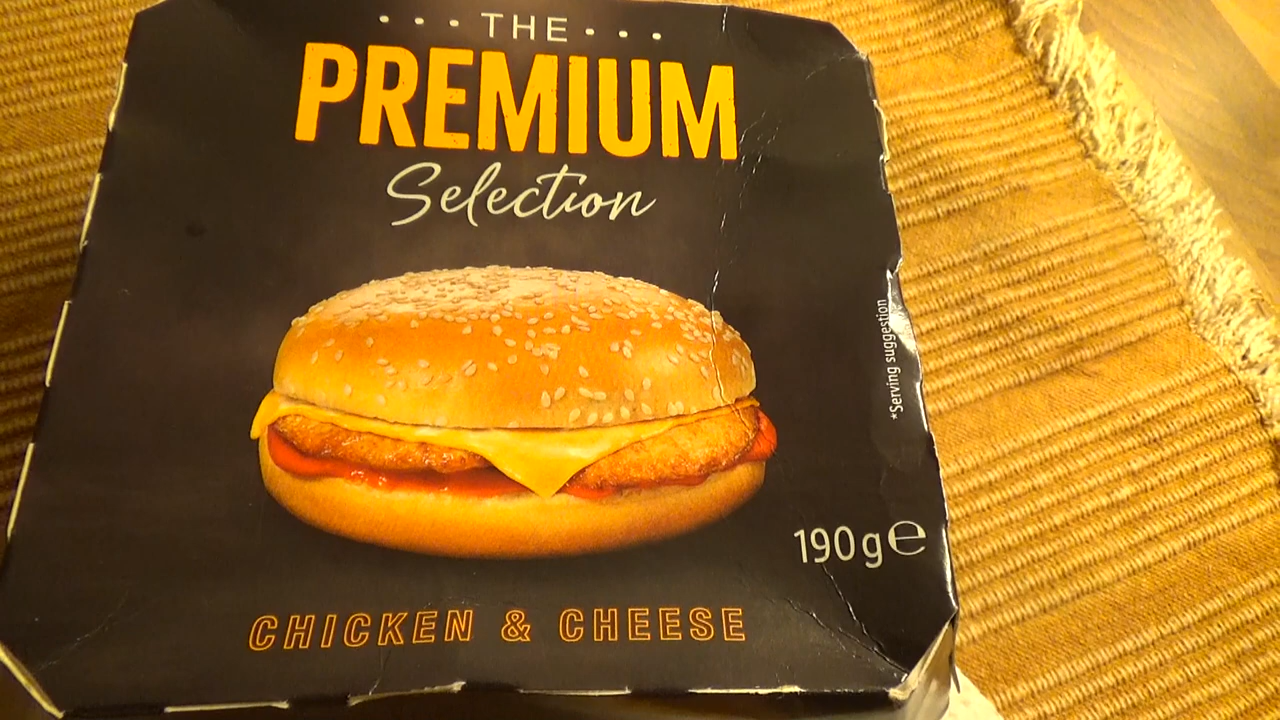 THE
PREMIUM
Selection
*Serving suggestion
190g℮
CHICKEN & CHEESE